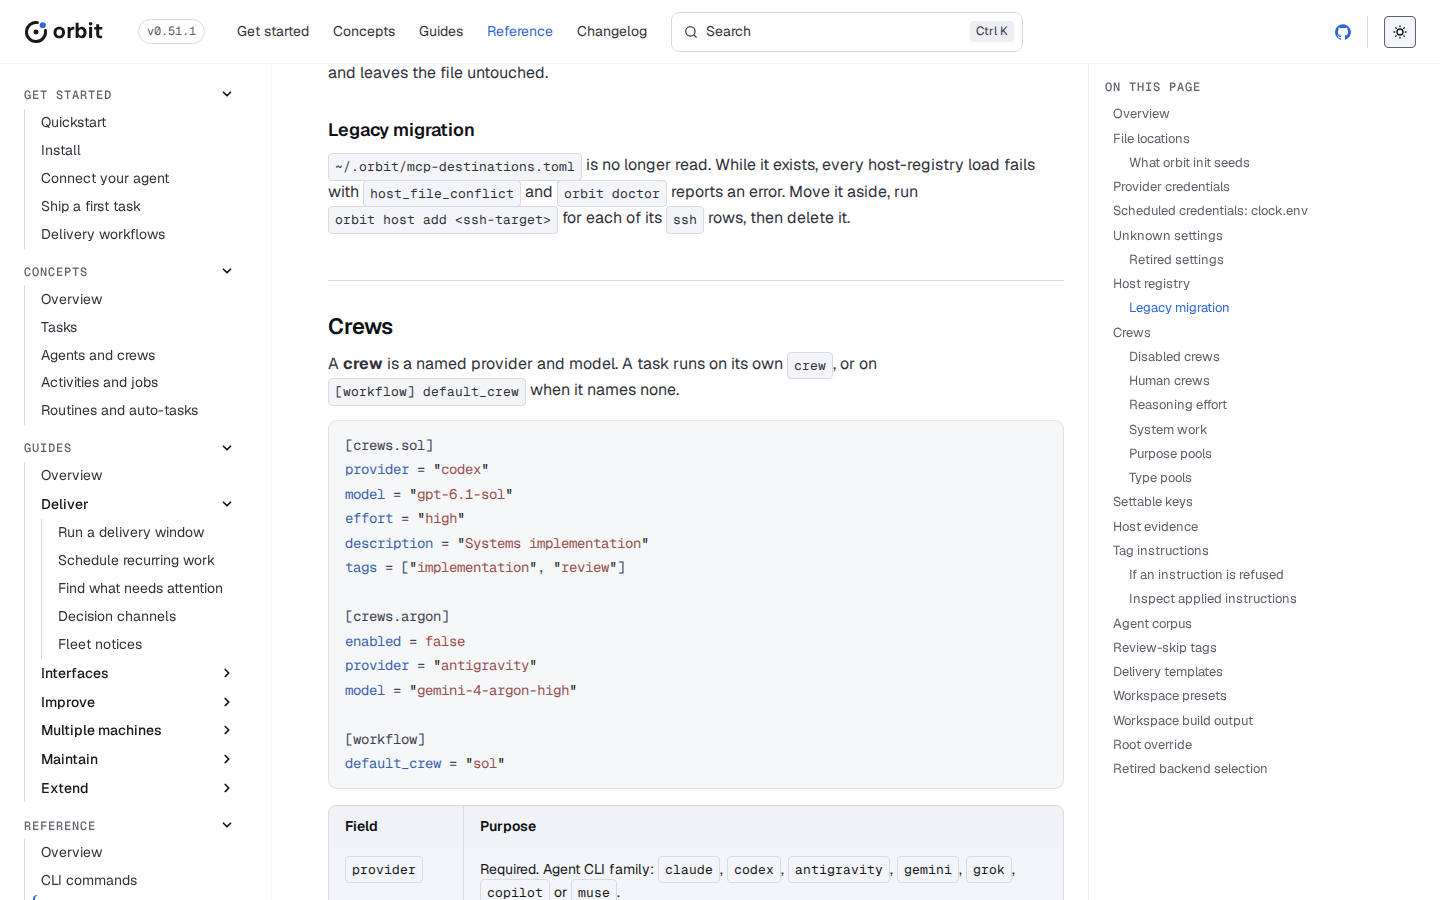 orbit
v0.51.1
Get started
Concepts
Guides
Reference
Changelog
Search
Ctrl K
GET STARTED
Quickstart
Install
Connect your agent
Ship a first task
Delivery workflows
CONCEPTS
Overview
Tasks
Agents and crews
Activities and jobs
Routines and auto-tasks
GUIDES
Overview
Deliver
Run a delivery window
Schedule recurring work
Find what needs attention
Decision channels
Fleet notices
Interfaces
Improve
Multiple machines
Maintain
Extend
REFERENCE
Overview
CLI commands
and leaves the file untouched.
Legacy migration
~/.orbit/mcp-destinations.toml is no longer read. While it exists, every host-registry load fails
with host_file_conflict and orbit doctor reports an error. Move it aside, run
orbit host add <ssh-target> for each of its ssh rows, then delete it.
Crews
A crew is a named provider and model. A task runs on its own crew, or on
[workflow] default_crew when it names none.
[crews.sol]
provider = "codex"
model = "gpt-6.1-sol"
effort = "high"
description = "Systems implementation"
tags = ["implementation", "review"]
[crews.argon]
enabled = false
provider = "antigravity"
model = "gemini-4-argon-high"
[workflow]
default_crew = "sol"
Field
Purpose
provider
Required. Agent CLI family: claude, codex, antigravity, gemini, grok,
copilot or muse.
ON THIS PAGE
Overview
File locations
What orbit init seeds
Provider credentials
Scheduled credentials: clock.env
Unknown settings
Retired settings
Host registry
Legacy migration
Crews
Disabled crews
Human crews
Reasoning effort
System work
Purpose pools
Type pools
Settable keys
Host evidence
Tag instructions
If an instruction is refused
Inspect applied instructions
Agent corpus
Review-skip tags
Delivery templates
Workspace presets
Workspace build output
Root override
Retired backend selection